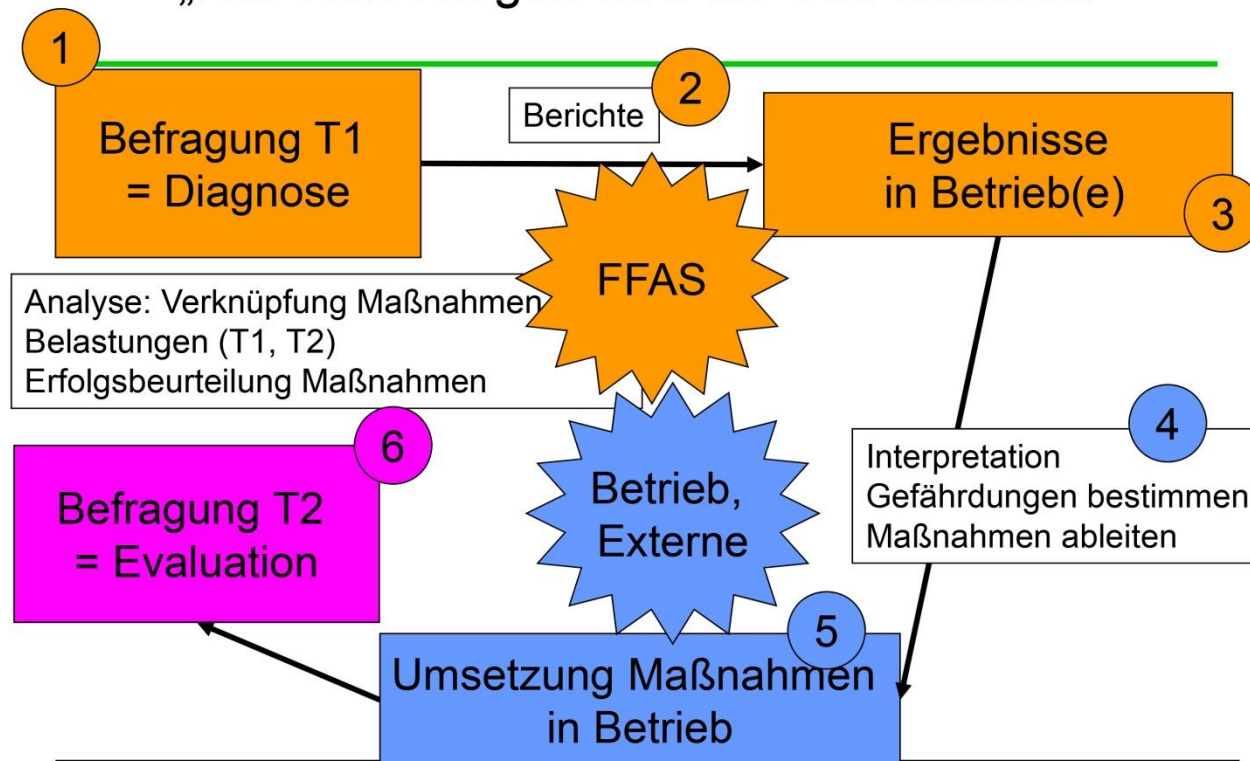 1
Befragung T1
= Diagnose
Berichte
2
Ergebnisse
in Betrieb(e)
3
FFAS
Analyse: Verknüpfung Maßnahmen
Belastungen (T1, T2)
Erfolgsbeurteilung Maßnahmen
4
Interpretation
Gefährdungen bestimmen
Maßnahmen ableiten
6
Befragung T2
= Evaluation
Betrieb,
Externe
5
Umsetzung Maßnahmen
in Betrieb